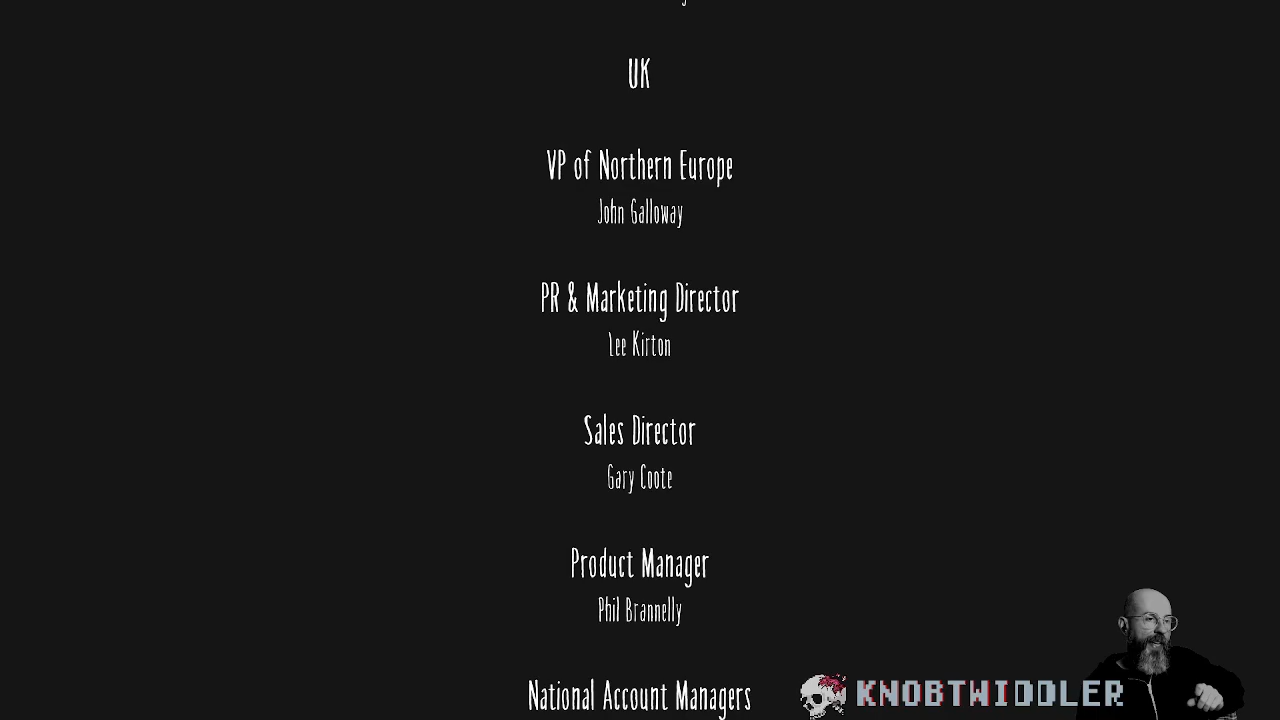 UK
VP of Northern Europe
John Galloway
PR & Marketing Director
Lee Kirton
Sales Director
Gary Coote
Product Manager
Phil Brannelly
National Account Managers
KNOBTWIDDLER